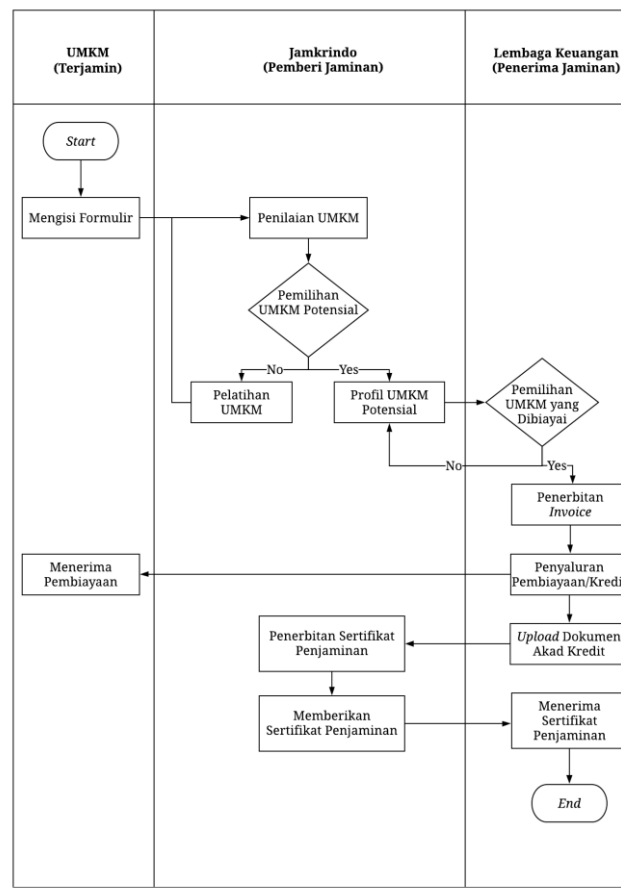 UMKM
(Terjamin)
Jamkrindo
(Pemberi Jaminan)
Lembaga Keuangan
(Penerima Jaminan)
Start
Mengisi Formulir
Penilaian UMKM
Pemilihan
UMKM Potensial
No
Yes
Pelatihan
UMKM
Profil UMKM
Potensial
Pemilihan
UMKM yang
Dibiayai
No
Yes
Penerbitan
Invoice
Menerima
Pembiayaan
Penyaluran
Pembiayaan/Kredit
Penerbitan Sertifikat
Penjaminan
Upload Dokumen
Akad Kredit
Memberikan
Sertifikat Penjaminan
Menerima
Sertifikat
Penjaminan
End